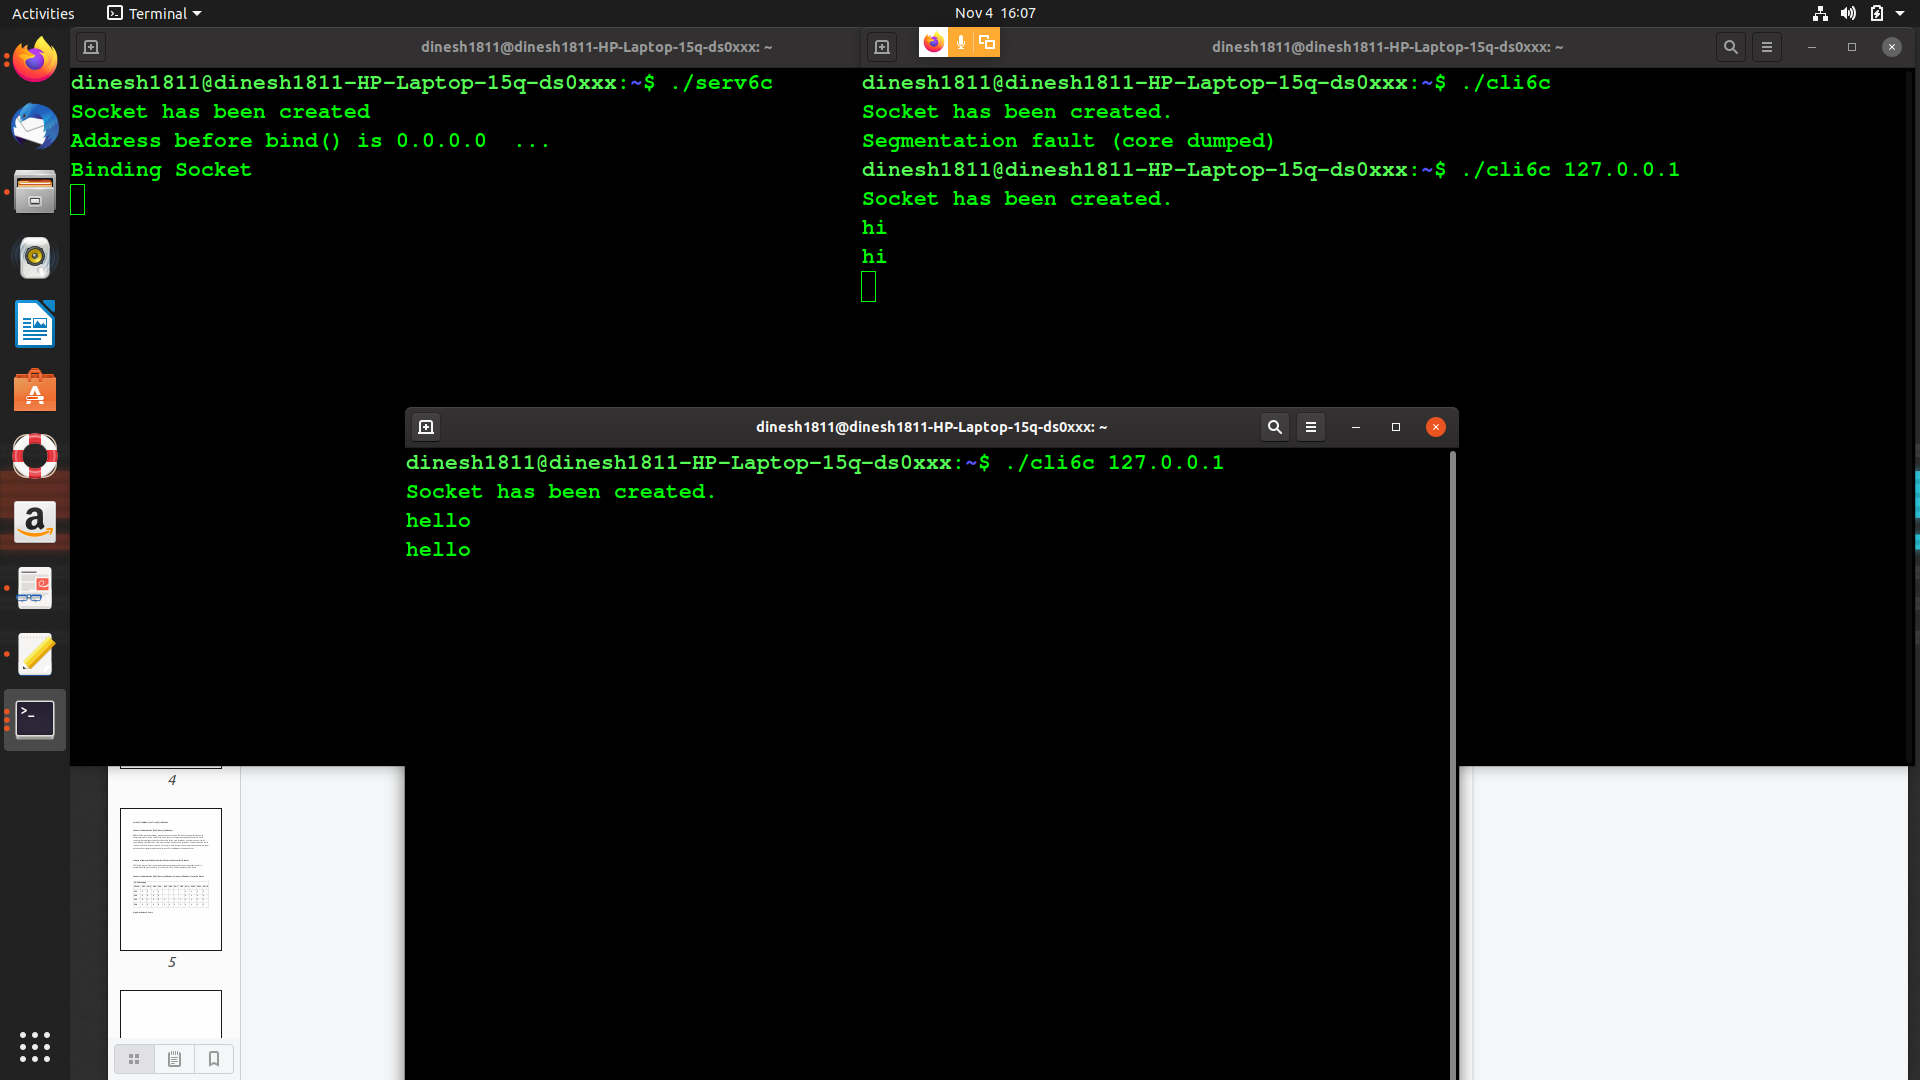 Activities
Terminal
Nov 4 16:07
dinesh1811@dinesh1811-HP-Laptop-15q-ds0xxx: ~
dinesh1811@dinesh1811-HP-Laptop-15q-ds0xxx:~$ ./serv6c
Socket has been created
Address before bind() is 0.0.0.0  ...
Binding Socket
dinesh1811@dinesh1811-HP-Laptop-15q-ds0xxx: ~
dinesh1811@dinesh1811-HP-Laptop-15q-ds0xxx:~$ ./cli6c
Socket has been created.
Segmentation fault (core dumped)
dinesh1811@dinesh1811-HP-Laptop-15q-ds0xxx:~$ ./cli6c 127.0.0.1
Socket has been created.
hi
hi
dinesh1811@dinesh1811-HP-Laptop-15q-ds0xxx: ~
dinesh1811@dinesh1811-HP-Laptop-15q-ds0xxx:~$ ./cli6c 127.0.0.1
Socket has been created.
hello
hello
4
5